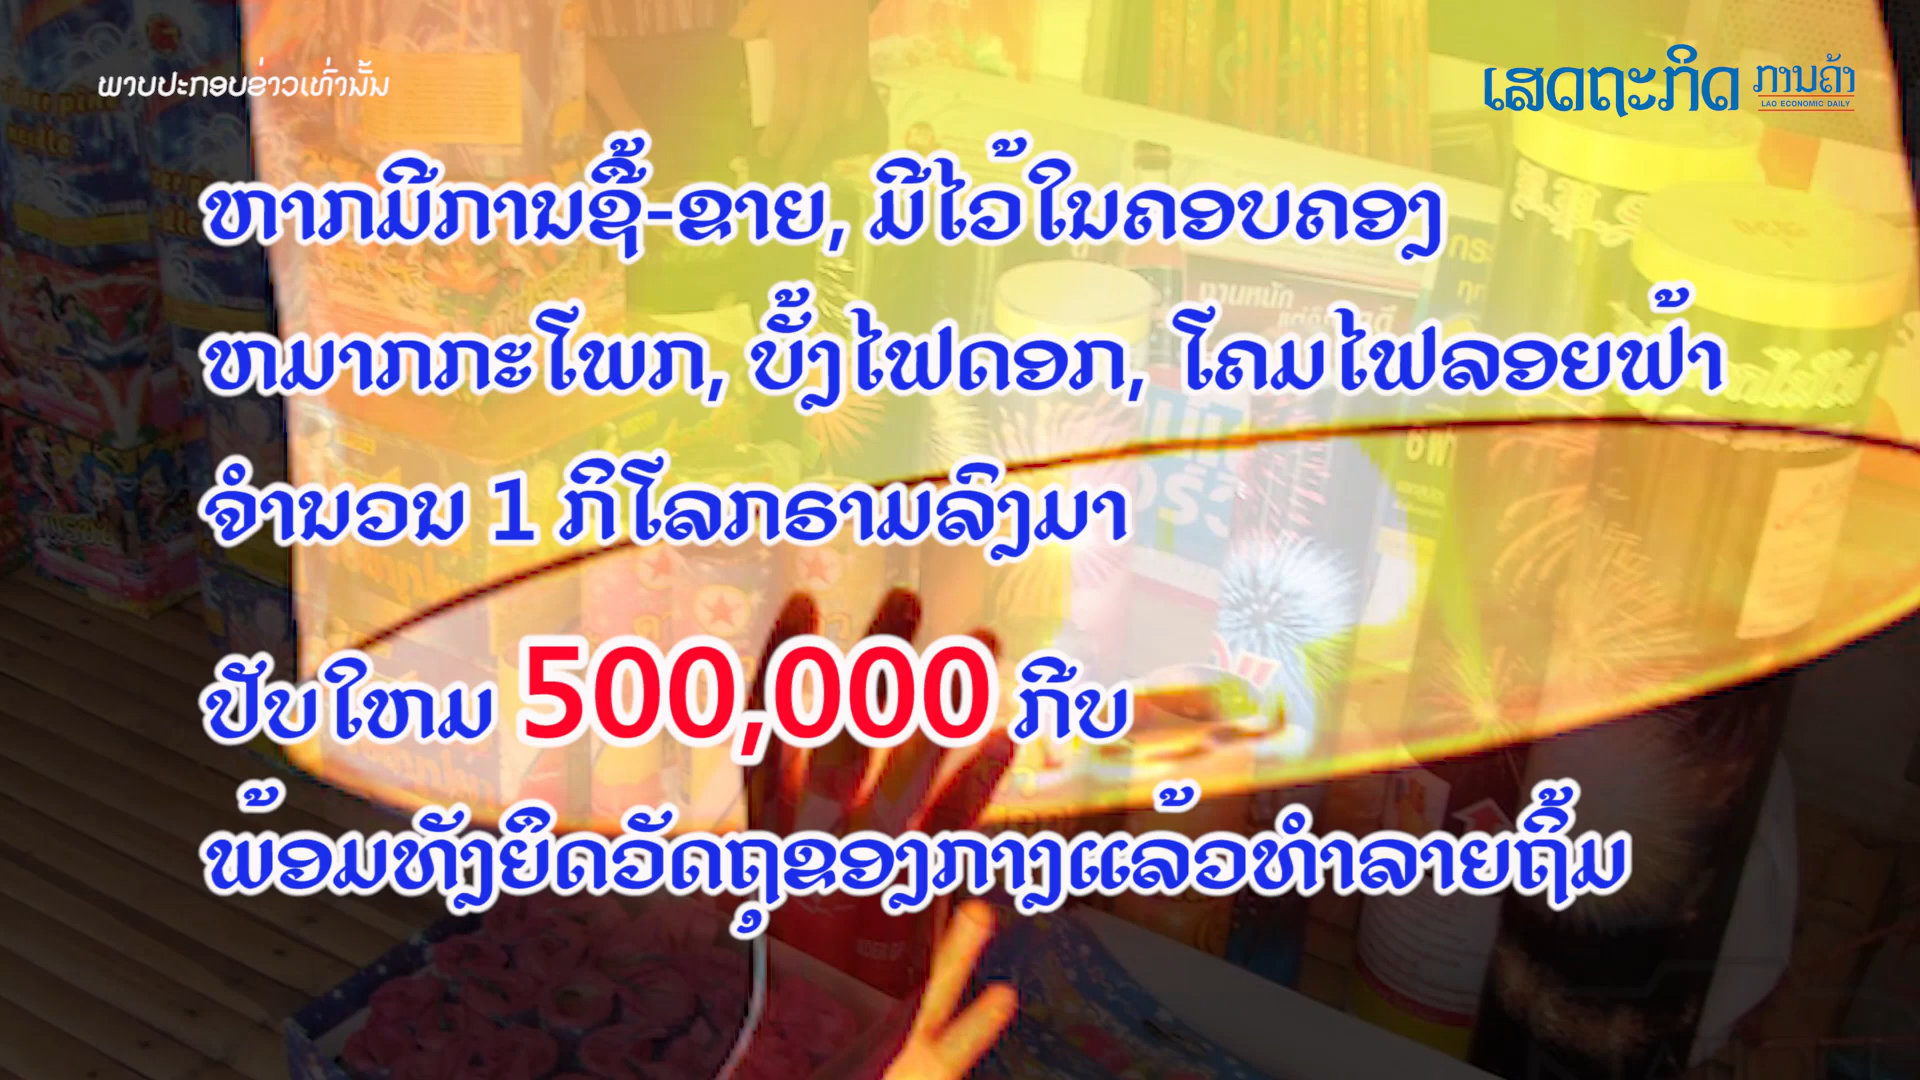 ພາບປະກອບຂ່າວເທົ່ານັ້ນ
ເສດຖະກິດ ການຄ້າ
LAO ECONOMIC DAILY
ຫາກມີການຊື້-ຂາຍ, ມີໄວ້ໃນຄອບຄອງ
ຫມາກກະໂພກ, ບັ້ງໄຟດອກ, ໂຄມໄຟລອຍຟ້າ
ຈຳນວນ 1 ກິໂລກຣາມລົງມາ
ປັບໃຫມ 500,000 ກີບ
ພ້ອມທັງຍຶດວັດຖຸຂອງກາງແລ້ວທຳລາຍຖິ້ມ
งานหนัก